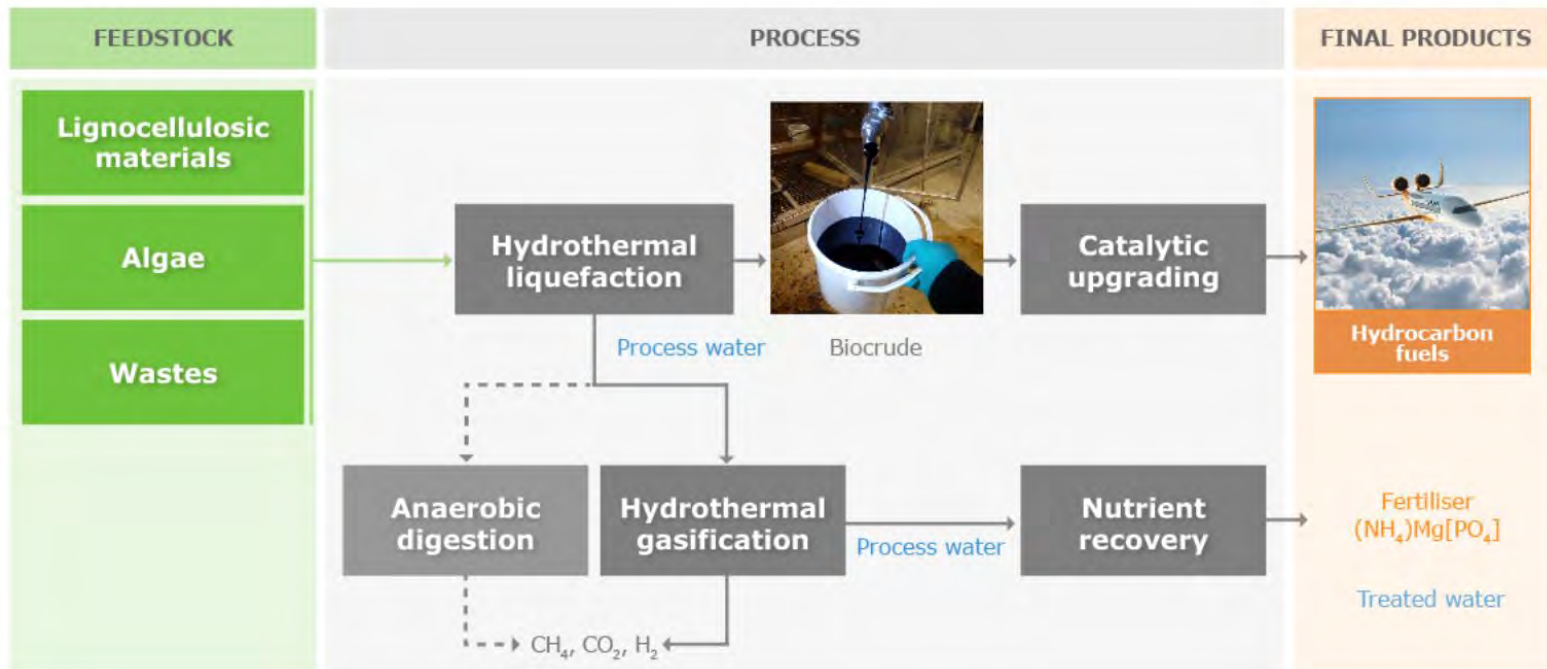 FEEDSTOCK
PROCESS
FINAL PRODUCTS
Lignocellulosic
materials
Algae
Wastes
Hydrothermal
liquefaction
Process water
Biocrude
Catalytic
upgrading
Hydrocarbon
fuels
Anaerobic
digestion
Hydrothermal
gasification
Process water
Nutrient
recovery
Fertiliser
(NH₄)Mg[PO₄]
Treated water
CH₄, CO₂, H₂